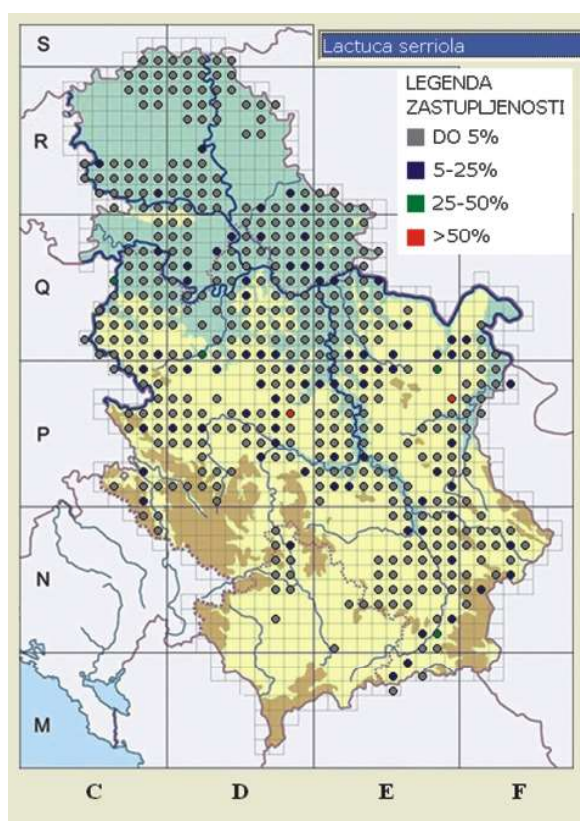 Lactuca serriola
LEGENDA
ZASTUPLJENOSTI
DO 5%
5-25%
25-50%
>50%
S
R
Q
P
N
M
C D E F